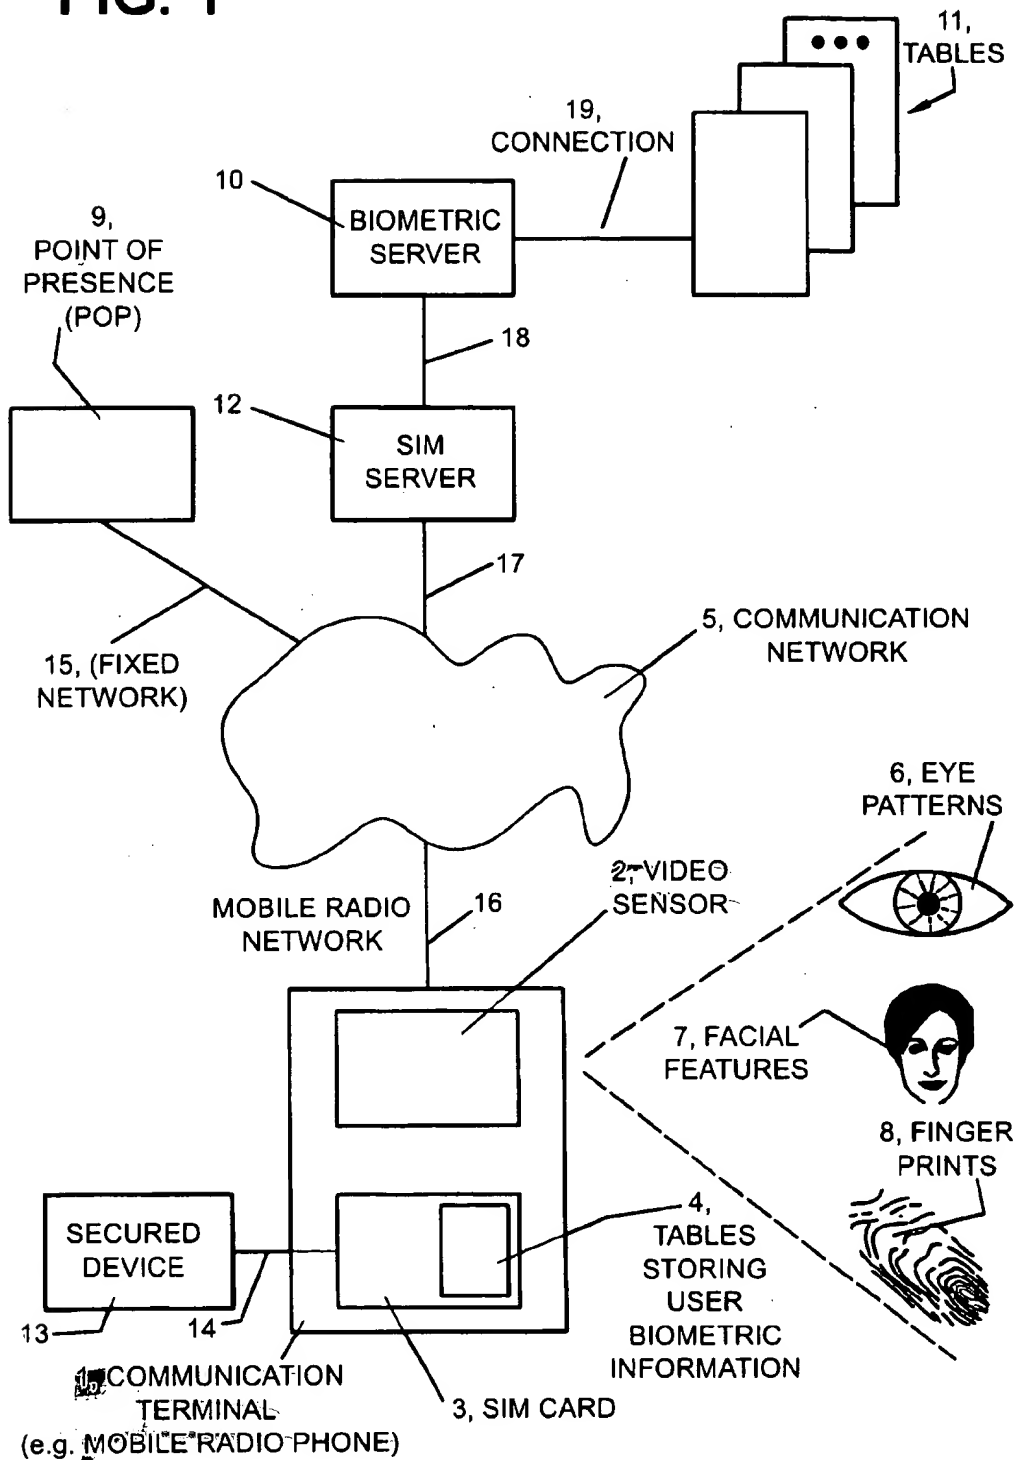 FIG. 1
11,
TABLES
19,
CONNECTION
10
BIOMETRIC
SERVER
9,
POINT OF
PRESENCE
(POP)
18
12
SIM
SERVER
17
5, COMMUNICATION
NETWORK
15, (FIXED
NETWORK)
6, EYE
PATTERNS
2, VIDEO
SENSOR
MOBILE RADIO
NETWORK
16
7, FACIAL
FEATURES
8, FINGER
PRINTS
SECURED
DEVICE
4,
TABLES
STORING
USER
BIOMETRIC
INFORMATION
13
14
1, COMMUNICATION
TERMINAL
(e.g. MOBILE RADIO PHONE)
3, SIM CARD